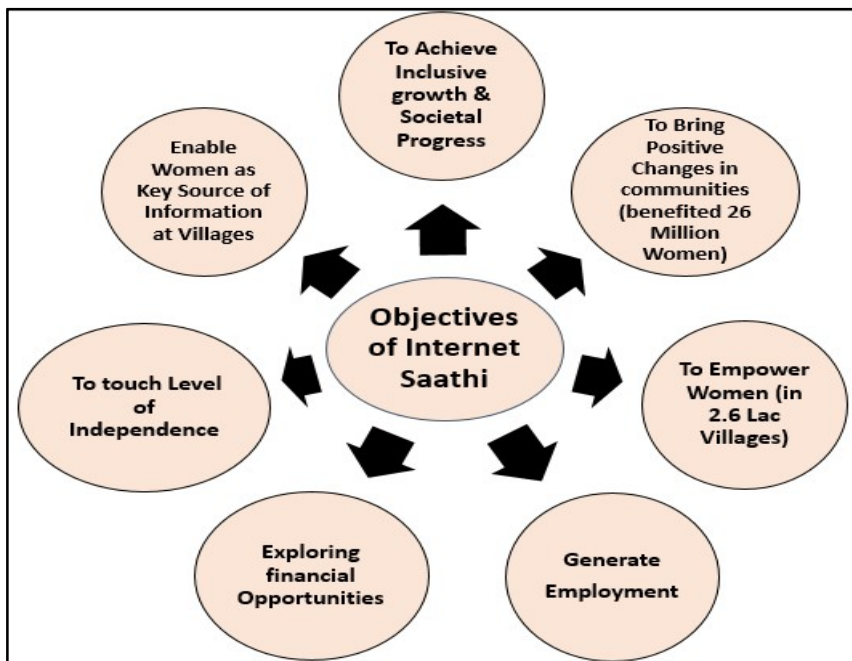 To Achieve
Inclusive
growth &
Societal
Progress
To Bring
Positive
Changes in
communities
(benefited 26
Million
Women)
To Empower
Women (in
2.6 Lac
Villages)
Generate
Employment
Exploring
financial
Opportunities
To touch Level
of
Independence
Enable
Women as
Key Source of
Information
at Villages
Objectives
of Internet
Saathi